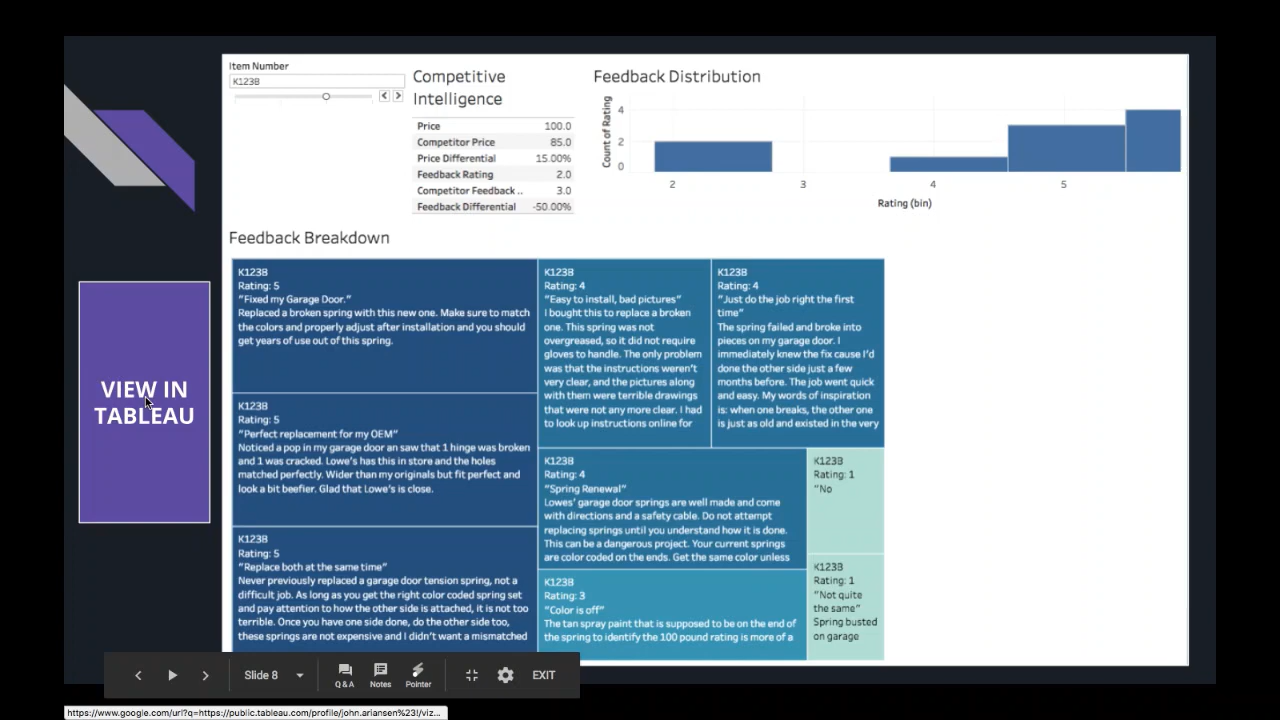 Item Number
K123B
Competitive
Intelligence
Price 100.0
Competitor Price 85.0
Price Differential 15.00%
Feedback Rating 2.0
Competitor Feedback .. 3.0
Feedback Differential -50.00%
Feedback Distribution
Count of Rating
4
2
0
2 3 4 5
Rating (bin)
Feedback Breakdown
K123B
Rating: 5
"Fixed my Garage Door."
Replaced a broken spring with this new one. Make sure to match
the colors and properly adjust after installation and you should
get years of use out of this spring.
K123B
Rating: 5
"Perfect replacement for my OEM"
Noticed a pop in my garage door an saw that 1 hinge was broken
and 1 was cracked. Lowe's has this in store and the holes
matched perfectly. Wider than my originals but fit perfect and
look a bit beefier. Glad that Lowe's is close.
K123B
Rating: 5
"Replace both at the same time"
Never previously replaced a garage door tension spring, not a
difficult job. As long as you get the right color coded spring set
and pay attention to how the other side is attached, it is not too
terrible. Once you have one side done, do the other side too,
these springs are not expensive and I didn't want a mismatched
K123B
Rating: 4
"Easy to install, bad pictures"
I bought this to replace a broken
one. This spring was not
overgreased, so it did not require
gloves to handle. The only problem
was that the instructions weren't
very clear, and the pictures along
with them were terrible drawings
that were not any more clear. I had
to look up instructions online for
K123B
Rating: 4
"Just do the job right the first
time"
The spring failed and broke into
pieces on my garage door. I
immediately knew the fix cause I'd
done the other side just a few
months before. The job went quick
and easy. My words of inspiration
is: when one breaks, the other one
is just as old and existed in the very
K123B
Rating: 4
"Spring Renewal"
Lowes' garage door springs are well made and come
with directions and a safety cable. Do not attempt
replacing springs until you understand how it is done.
This can be a dangerous project. Your current springs
are color coded on the ends. Get the same color unless
K123B
Rating: 3
"Color is off"
The tan spray paint that is supposed to be on the end of
the spring to identify the 100 pound rating is more of a
K123B
Rating: 1
"No
K123B
Rating: 1
"Not quite
the same"
Spring busted
on garage
VIEW IN
TABLEAU
Slide 8
Q & A
Notes
Pointer
EXIT
https://www.google.com/url?q=https://public.tableau.com/profile/john.ariansen%23!/viz...